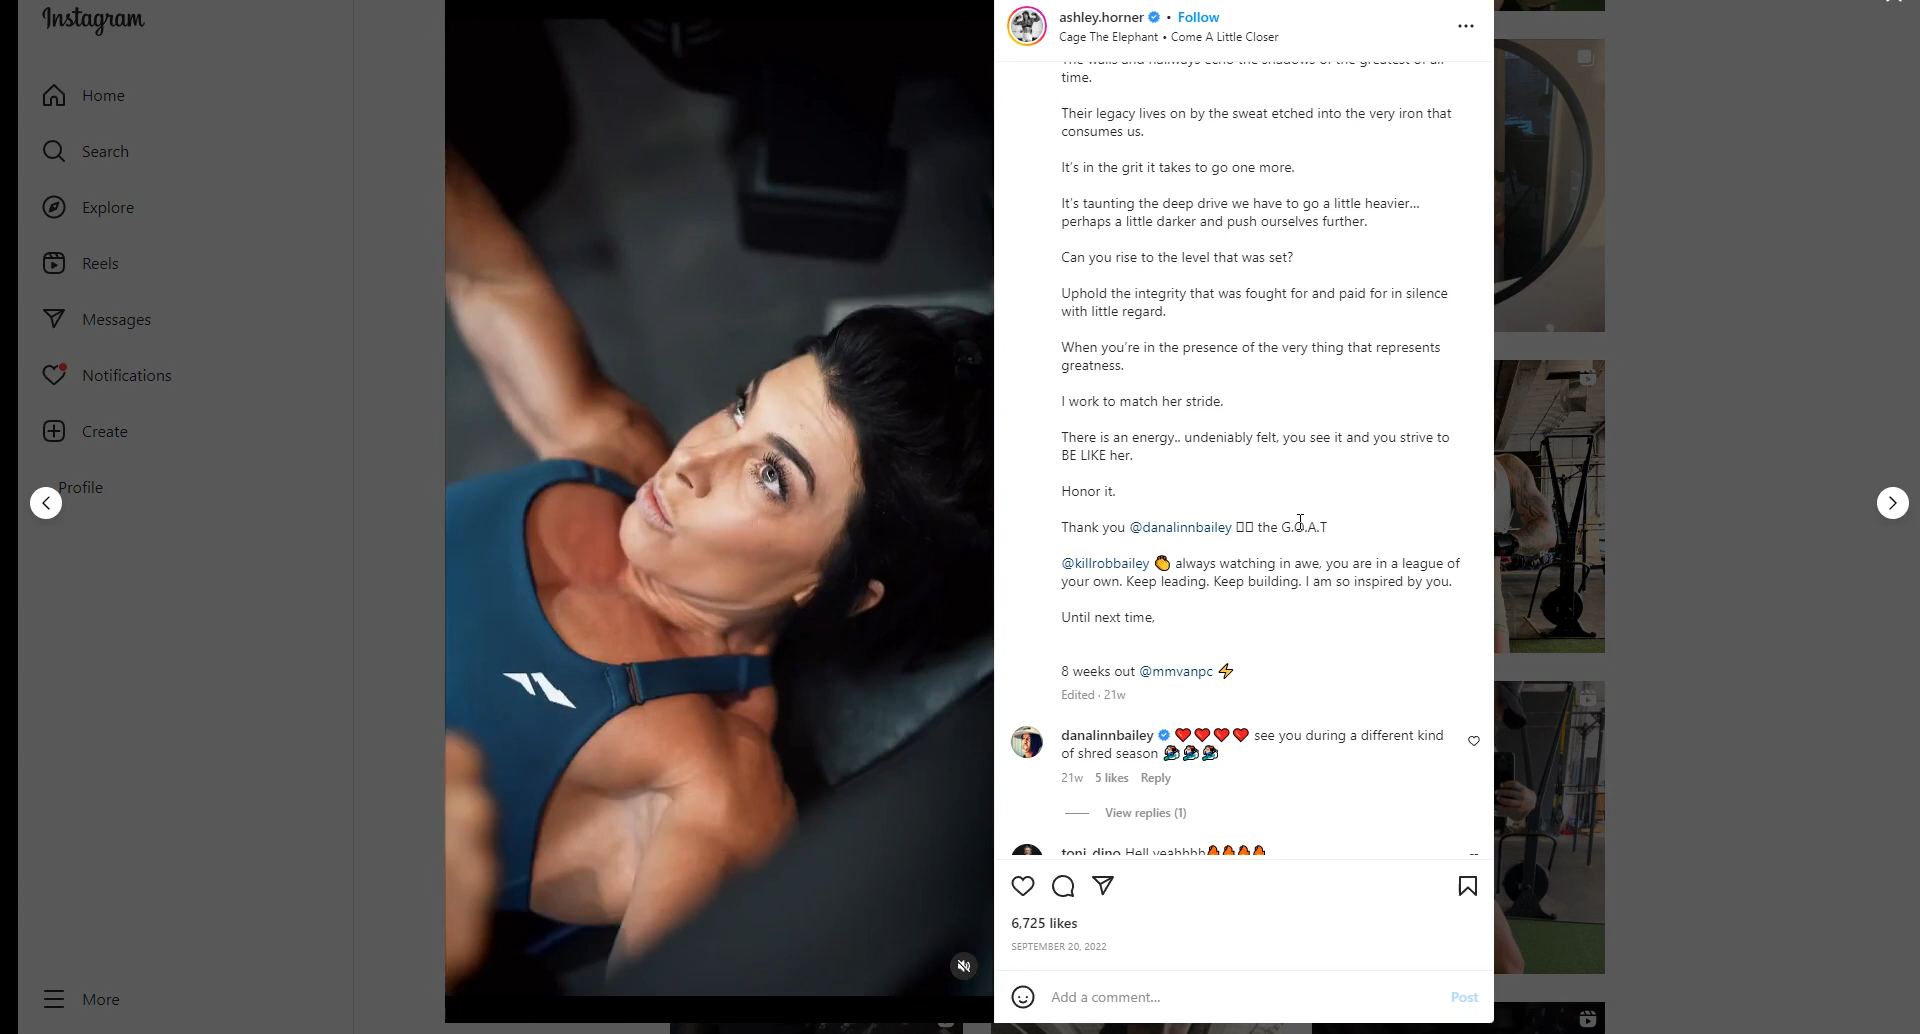 Instagram
Home
Search
Explore
Reels
Messages
Notifications
Create
Profile
More
ashley.horner • Follow
Cage The Elephant • Come A Little Closer
The walls and hallways echo the shadows of the greatest of all
time.
Their legacy lives on by the sweat etched into the very iron that
consumes us.
It's in the grit it takes to go one more.
It's taunting the deep drive we have to go a little heavier...
perhaps a little darker and push ourselves further.
Can you rise to the level that was set?
Uphold the integrity that was fought for and paid for in silence
with little regard.
When you're in the presence of the very thing that represents
greatness.
I work to match her stride.
There is an energy.. undeniably felt, you see it and you strive to
BE LIKE her.
Honor it.
Thank you @danalinnbailey the G.O.A.T
@killrobbailey 👏 always watching in awe, you are in a league of
your own. Keep leading. Keep building. I am so inspired by you.
Until next time,
8 weeks out @mmvanpc ⚡
Edited · 21w
danalinnbailey ❤️❤️❤️❤️ see you during a different kind
of shred season 🏂🏂🏂
21w 5 likes Reply
View replies (1)
toni_dino Hell yeahhhh
6,725 likes
SEPTEMBER 20, 2022
Add a comment...
Post